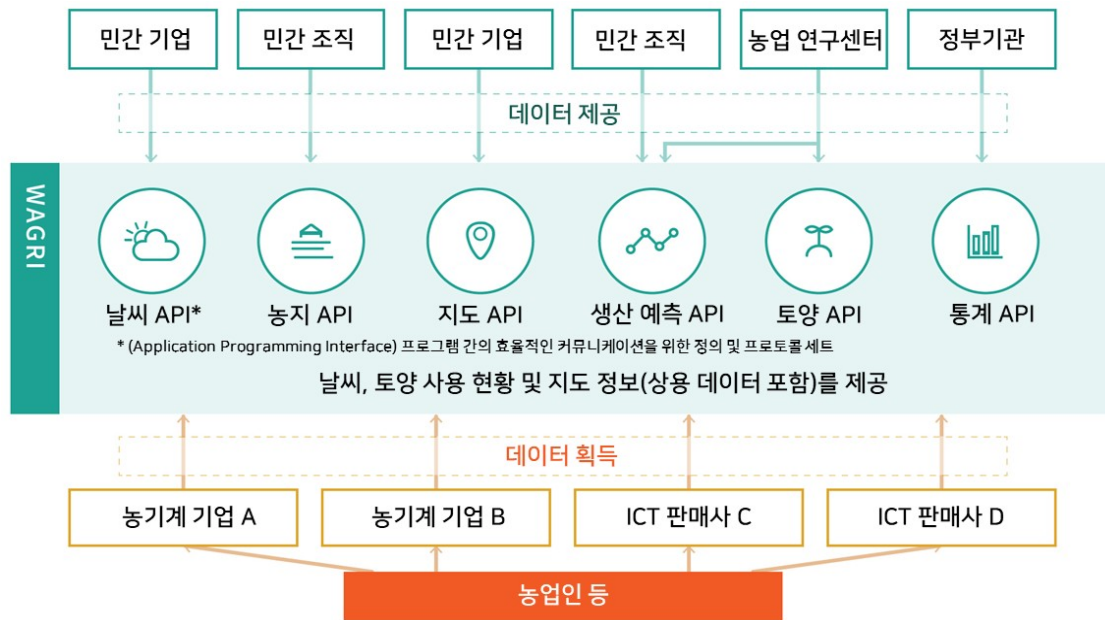 민간 기업
민간 조직
민간 기업
민간 조직
농업 연구센터
정부기관
데이터 제공
WAGRI
날씨 API*
농지 API
지도 API
생산 예측 API
토양 API
통계 API
* (Application Programming Interface) 프로그램 간의 효율적인 커뮤니케이션을 위한 정의 및 프로토콜 세트
날씨, 토양 사용 현황 및 지도 정보(상용 데이터 포함)를 제공
데이터 획득
농기계 기업 A
농기계 기업 B
ICT 판매사 C
ICT 판매사 D
농업인 등